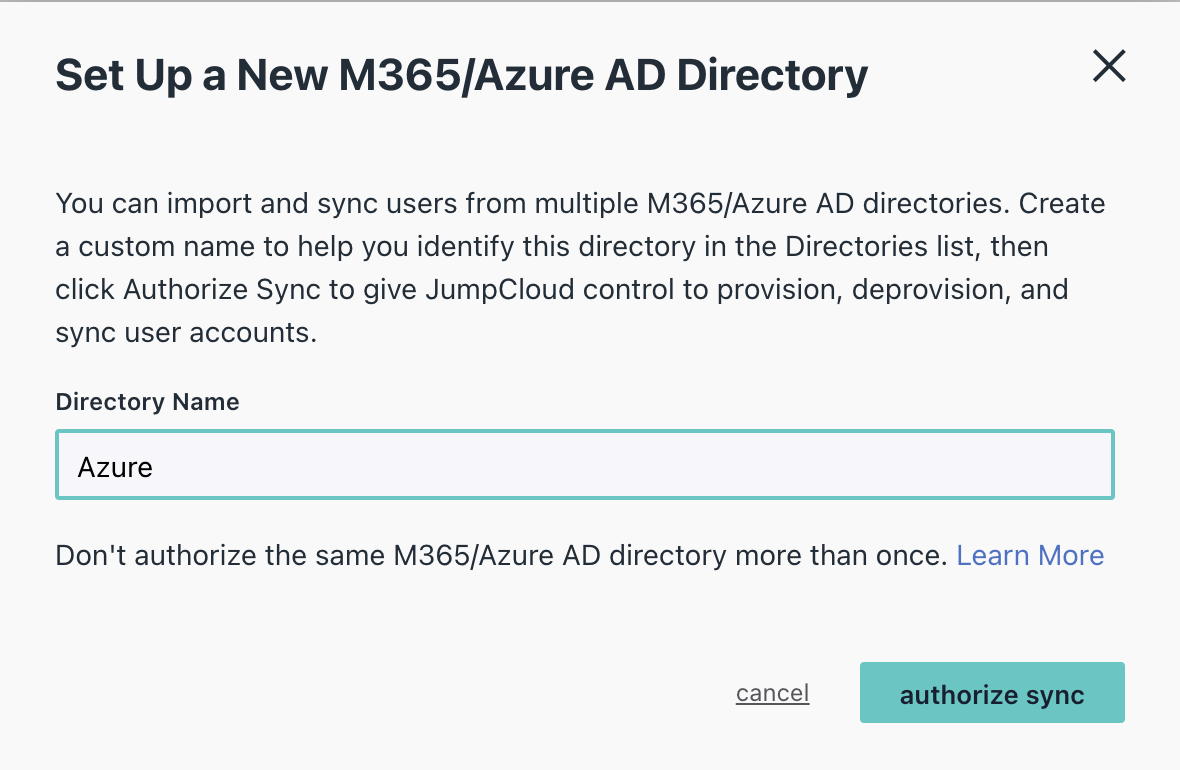 Set Up a New M365/Azure AD Directory
You can import and sync users from multiple M365/Azure AD directories. Create
a custom name to help you identify this directory in the Directories list, then
click Authorize Sync to give JumpCloud control to provision, deprovision, and
sync user accounts.
Directory Name
Azure
Don't authorize the same M365/Azure AD directory more than once. Learn More
cancel
authorize sync